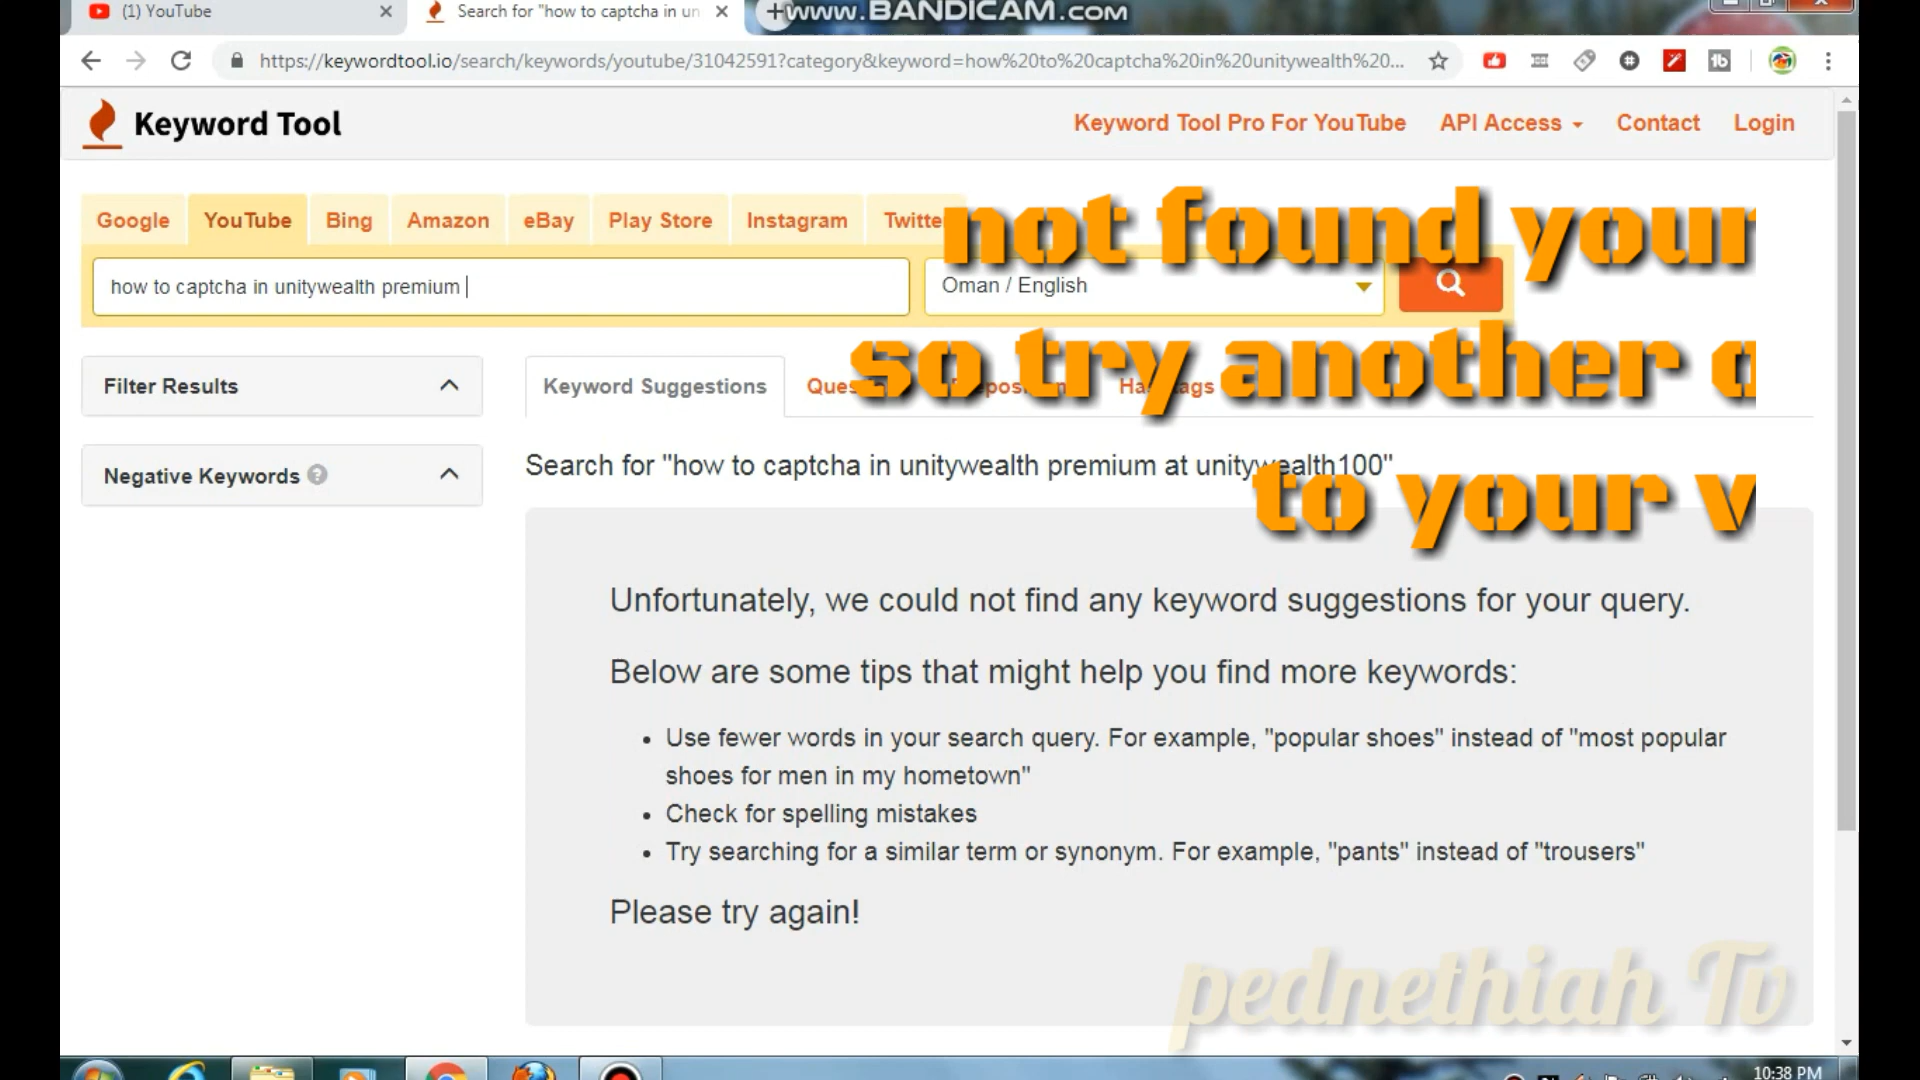 (1) YouTube
Search for "how to captcha in un
www.BANDICAM.com
https://keywordtool.io/search/keywords/youtube/31042591?category&keyword=how%20to%20captcha%20in%20unitywealth%20...
Keyword Tool
Keyword Tool Pro For YouTube
API Access
Contact
Login
Google
YouTube
Bing
Amazon
eBay
Play Store
Instagram
Twitte
not found your
how to captcha in unitywealth premium
Oman / English
so try another
Filter Results
Keyword Suggestions
Negative Keywords
Search for "how to captcha in unitywealth premium at unitywealth100"
to your v
Unfortunately, we could not find any keyword suggestions for your query.
Below are some tips that might help you find more keywords:
• Use fewer words in your search query. For example, "popular shoes" instead of "most popular
shoes for men in my hometown"
• Check for spelling mistakes
• Try searching for a similar term or synonym. For example, "pants" instead of "trousers"
Please try again!
pednethiah Tv
10:38 PM